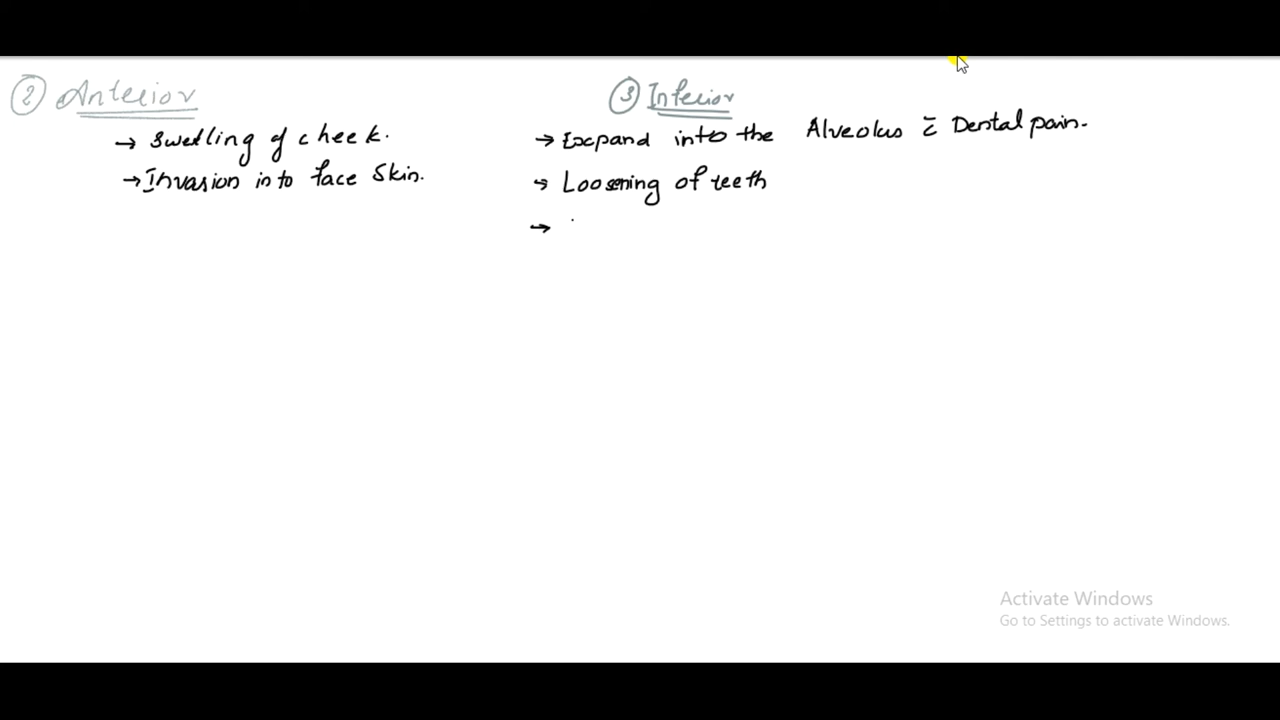 ② Anterior
→ Swelling of cheek.
→ Invasion into face Skin.
③ Inferior
→ Expand into the Alveolus c̄ Dental pain.
→ Loosening of teeth
→
Activate Windows
Go to Settings to activate Windows.